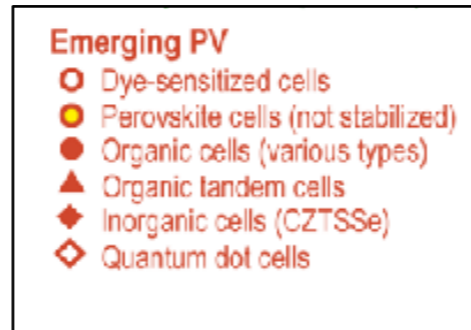 Emerging PV
Dye-sensitized cells
Perovskite cells (not stabilized)
Organic cells (various types)
Organic tandem cells
Inorganic cells (CZTSSe)
Quantum dot cells